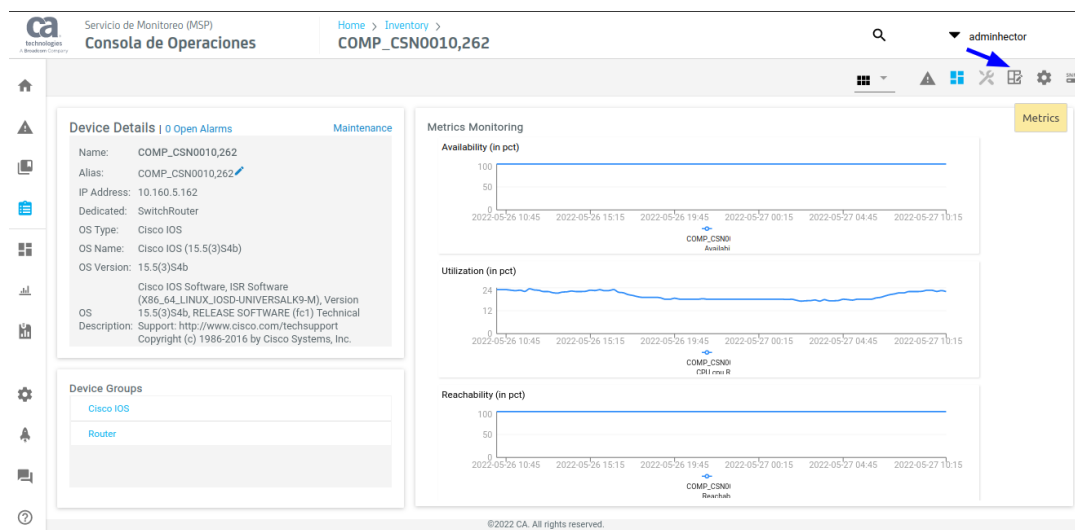 ca
technologies
A Broadcom Company
Servicio de Monitoreo (MSP)
Consola de Operaciones
Home > Inventory >
COMP_CSN0010,262
adminhector
Metrics
Device Details | 0 Open Alarms
Maintenance
Name: COMP_CSN0010,262
Alias: COMP_CSN0010,262
IP Address: 10.160.5.162
Dedicated: SwitchRouter
OS Type: Cisco IOS
OS Name: Cisco IOS (15.5(3)S4b)
OS Version: 15.5(3)S4b
OS Description:
Cisco IOS Software, ISR Software
(X86_64_LINUX_IOSD-UNIVERSALK9-M), Version
15.5(3)S4b, RELEASE SOFTWARE (fc1) Technical
Support: http://www.cisco.com/techsupport
Copyright (c) 1986-2016 by Cisco Systems, Inc.
Device Groups
Cisco IOS
Router
Metrics Monitoring
Availability (in pct)
100
50
0
2022-05-26 10:45 2022-05-26 15:15 2022-05-26 19:45 2022-05-27 00:15 2022-05-27 04:45 2022-05-27 10:15
COMP_CSN0
Availabi
Utilization (in pct)
24
12
0
2022-05-26 10:45 2022-05-26 15:15 2022-05-26 19:45 2022-05-27 00:15 2022-05-27 04:45 2022-05-27 10:15
COMP_CSN0
CPU cpu R
Reachability (in pct)
100
50
0
2022-05-26 10:45 2022-05-26 15:15 2022-05-26 19:45 2022-05-27 00:15 2022-05-27 04:45 2022-05-27 10:15
COMP_CSN0
Reachab
©2022 CA. All rights reserved.